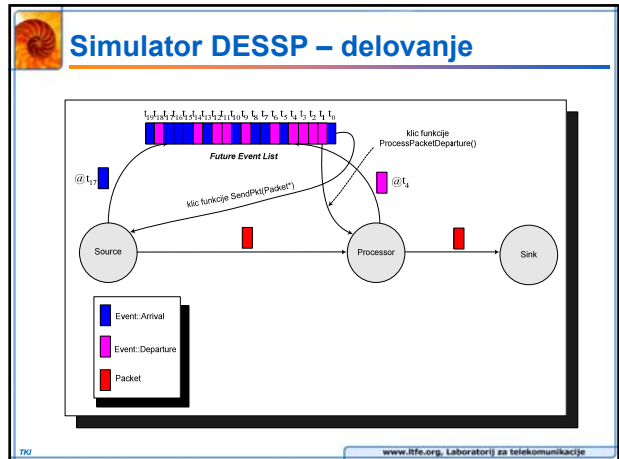 Simulator DESSP – delovanje
t19 t18 t17 t16 t15 t14 t13 t12 t11 t10 t9 t8 t7 t6 t5 t4 t3 t2 t1 t0
Future Event List
klic funkcije
ProcessPacketDeparture()
@t17
@t4
klic funkcije SendPkt(Packet*)
Source
Processor
Sink
Event::Arrival
Event::Departure
Packet
TKI
www.ltfe.org, Laboratorij za telekomunikacije